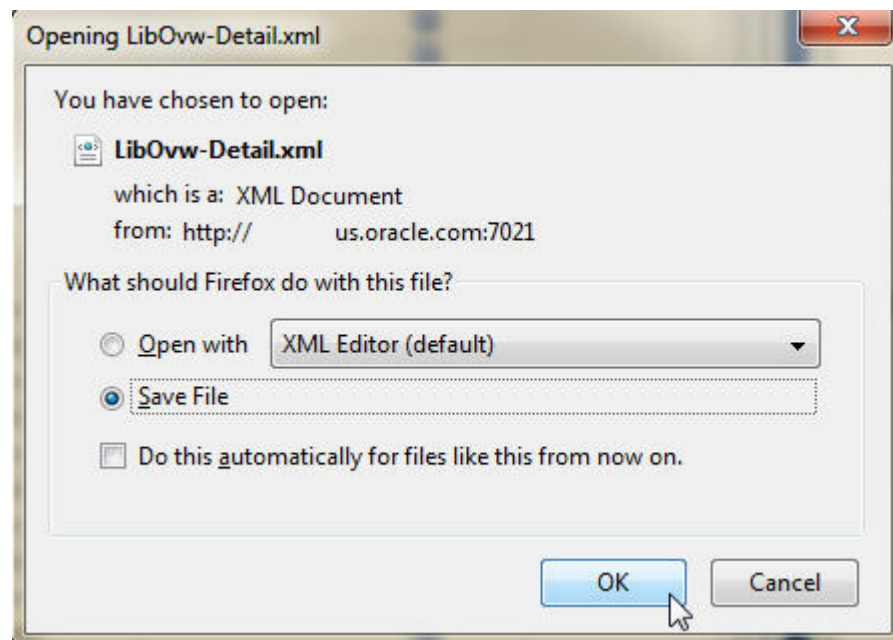 Opening LibOvw-Detail.xml
You have chosen to open:
LibOvw-Detail.xml
which is a: XML Document
from: http:// us.oracle.com:7021
What should Firefox do with this file?
Open with XML Editor (default)
Save File
Do this automatically for files like this from now on.
OK Cancel